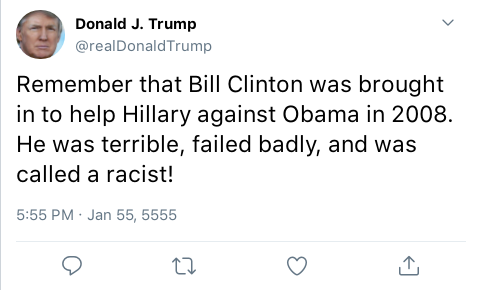 Donald J. Trump
@realDonaldTrump
Remember that Bill Clinton was brought
in to help Hillary against Obama in 2008.
He was terrible, failed badly, and was
called a racist!
5:55 PM · Jan 55, 5555